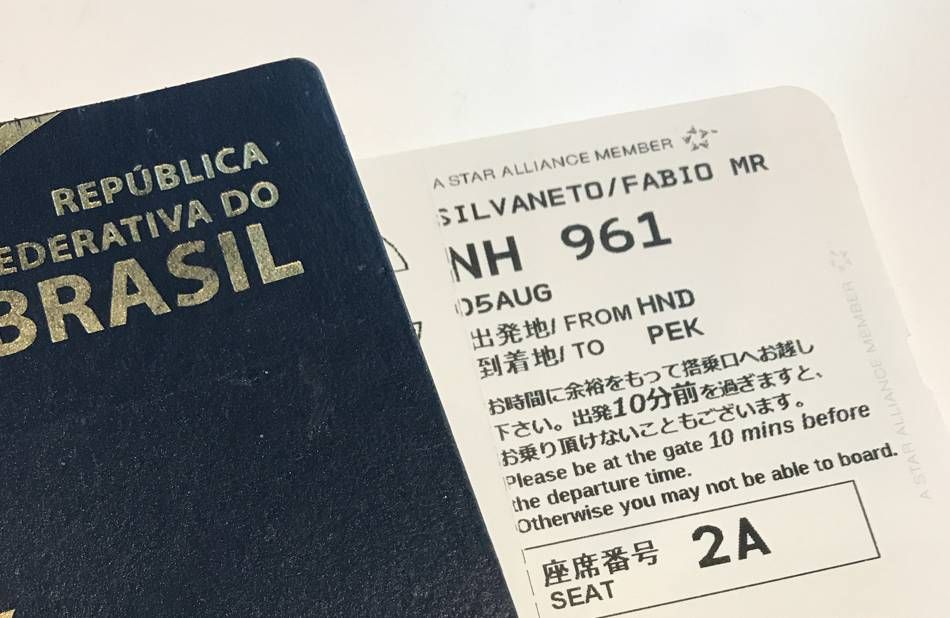 REPÚBLICA
FEDERATIVA DO
BRASIL
A STAR ALLIANCE MEMBER
SILVANETO/FABIO MR
NH 961
05AUG
出発地/ FROM HND
到着地/ TO PEK
お時間に余裕をもって搭乗口へお越し
下さい。出発10分前を過ぎますと、
お乗り頂けないこともございます。
Please be at the gate 10 mins before
the departure time.
Otherwise you may not be able to board.
座席番号 2A
SEAT
A STAR ALLIANCE MEMBER